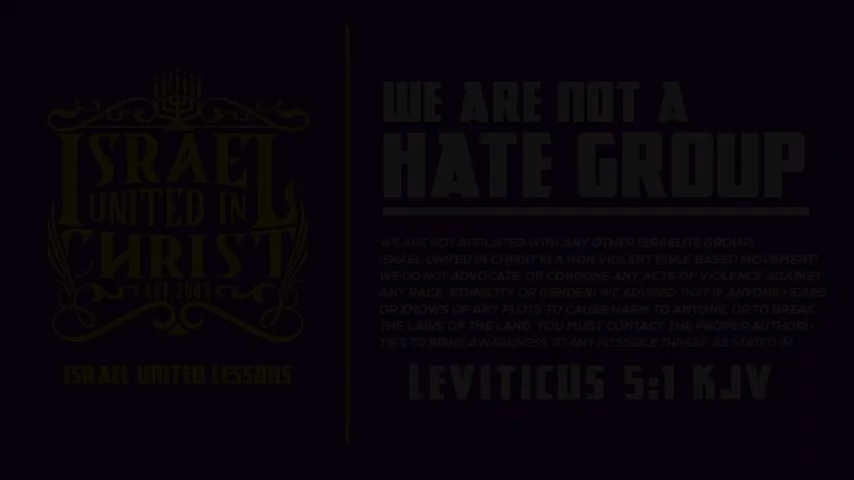 ISRAEL
UNITED IN
CHRIST
EST. 2003
ISRAEL UNITED LESSONS
WE ARE NOT A
HATE GROUP
WE ARE NOT AFFILIATED WITH ANY OTHER ISRAELITE GROUP!
ISRAEL UNITED IN CHRIST IS A NON VIOLENT BIBLE BASED MOVEMENT!
WE DO NOT ADVOCATE OR CONDONE ANY ACTS OF VIOLENCE AGAINST
ANY RACE, ETHNICITY OR GENDER! WE ADVISED THAT IF ANYONE HEARS
OR KNOWS OF ANY PLOTS TO CAUSE HARM TO ANYONE, OR TO BREAK
THE LAWS OF THE LAND, YOU MUST CONTACT THE PROPER AUTHORI-
TIES TO BRING AWARENESS TO ANY POSSIBLE THREAT. AS STATED IN
LEVITICUS 5:1 KJV